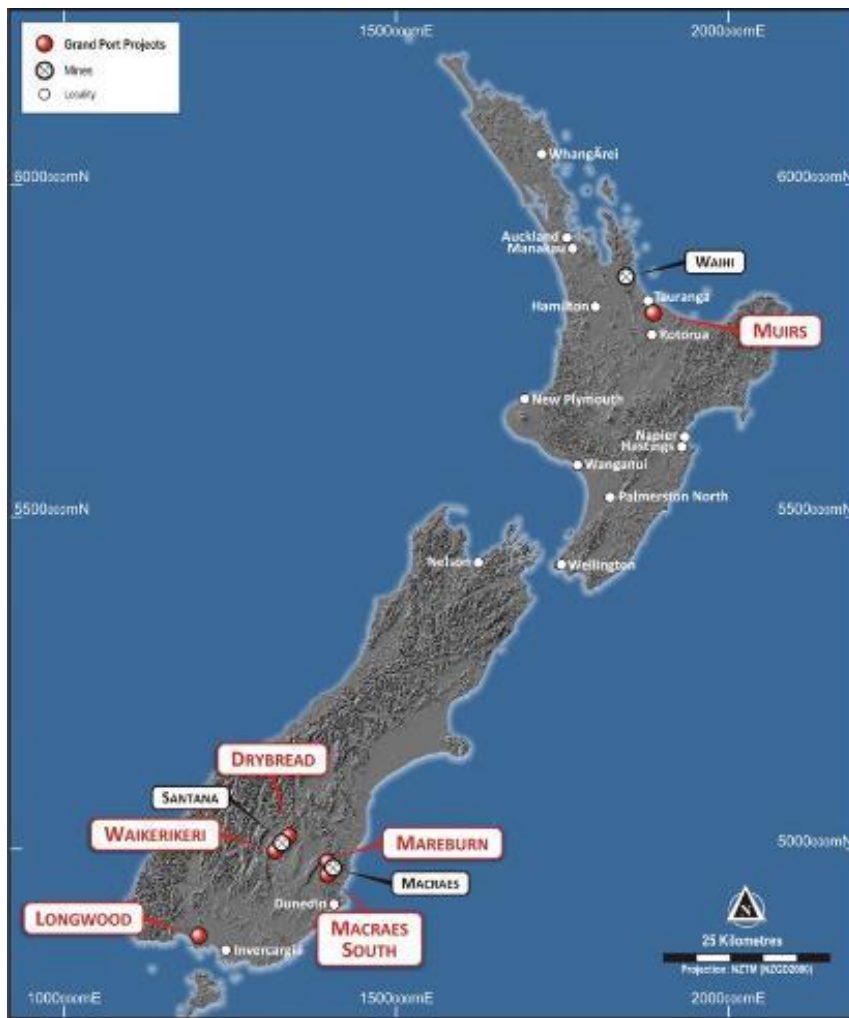 Grand Port Projects
Mines
Locality
1500000mE
2000000mE
6000000mN
6000000mN
WhangÃrei
Auckland
Manakau
WAIHI
Tauranga
Hamilton
MUIRS
Rotorua
New Plymouth
Napier
Hastings
Wanganui
Palmerston North
5500000mN
5500000mN
Nelson
Wellington
DRYBREAD
SANTANA
WAIKERIKERI
MAREBURN
5000000mN
MACRAES
Dunedin
LONGWOOD
MACRAES
SOUTH
N
Invercargill
25 Kilometres
Projection: NZTM (NZGD2000)
1000000mE
1500000mE
2000000mE